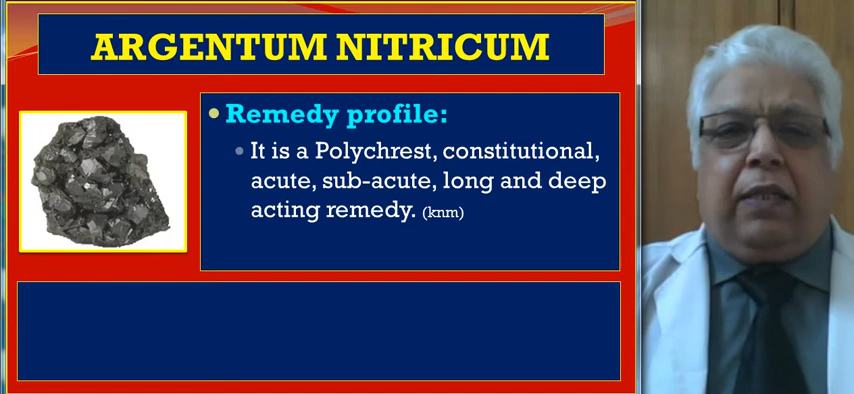 ARGENTUM NITRICUM
Remedy profile:
It is a Polychrest, constitutional,
acute, sub-acute, long and deep
acting remedy. (knm)